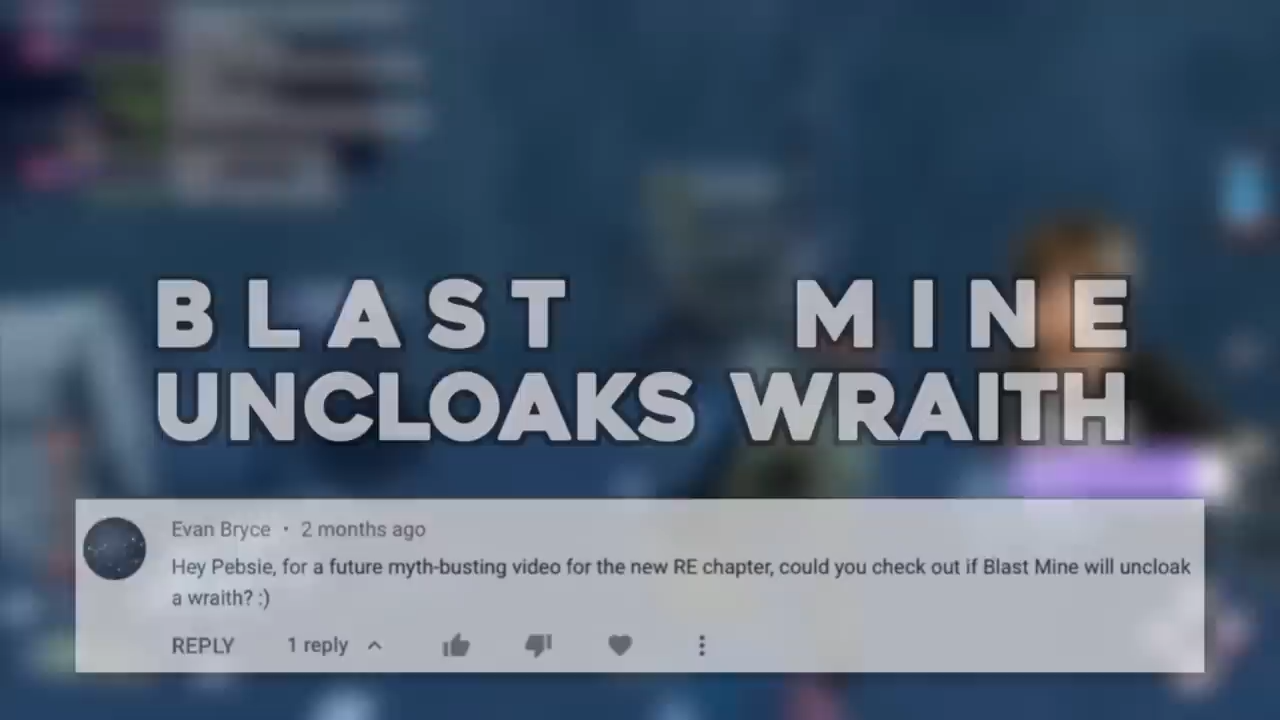 BLAST MINE
UNCLOAKS WRAITH
Evan Bryce · 2 months ago
Hey Pebsie, for a future myth-busting video for the new RE chapter, could you check out if Blast Mine will uncloak
a wraith? :)
REPLY 1 reply